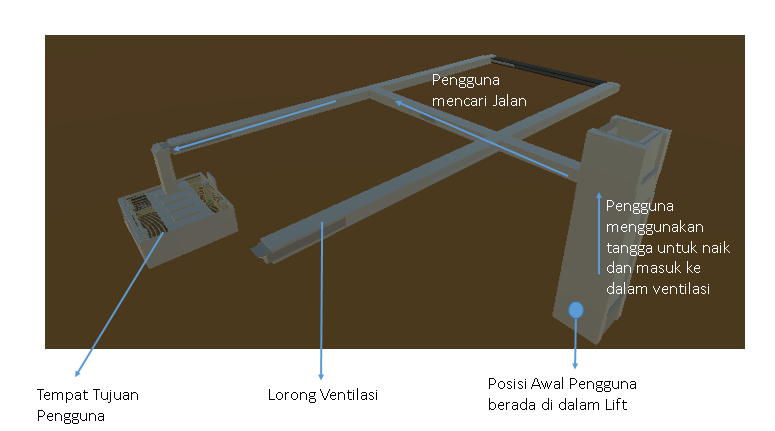 Pengguna
mencari Jalan
Pengguna
menggunakan
tangga untuk naik
dan masuk ke
dalam ventilasi
Tempat Tujuan
Pengguna
Lorong Ventilasi
Posisi Awal Pengguna
berada di dalam Lift